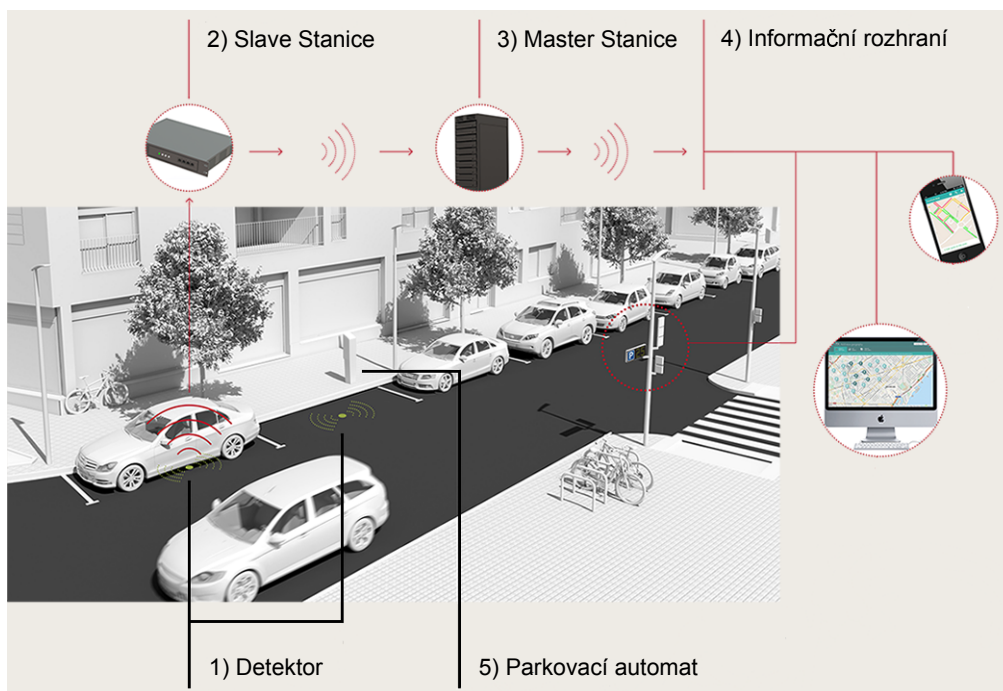 2) Slave Stanice
3) Master Stanice
4) Informační rozhraní
P
1) Detektor
5) Parkovací automat